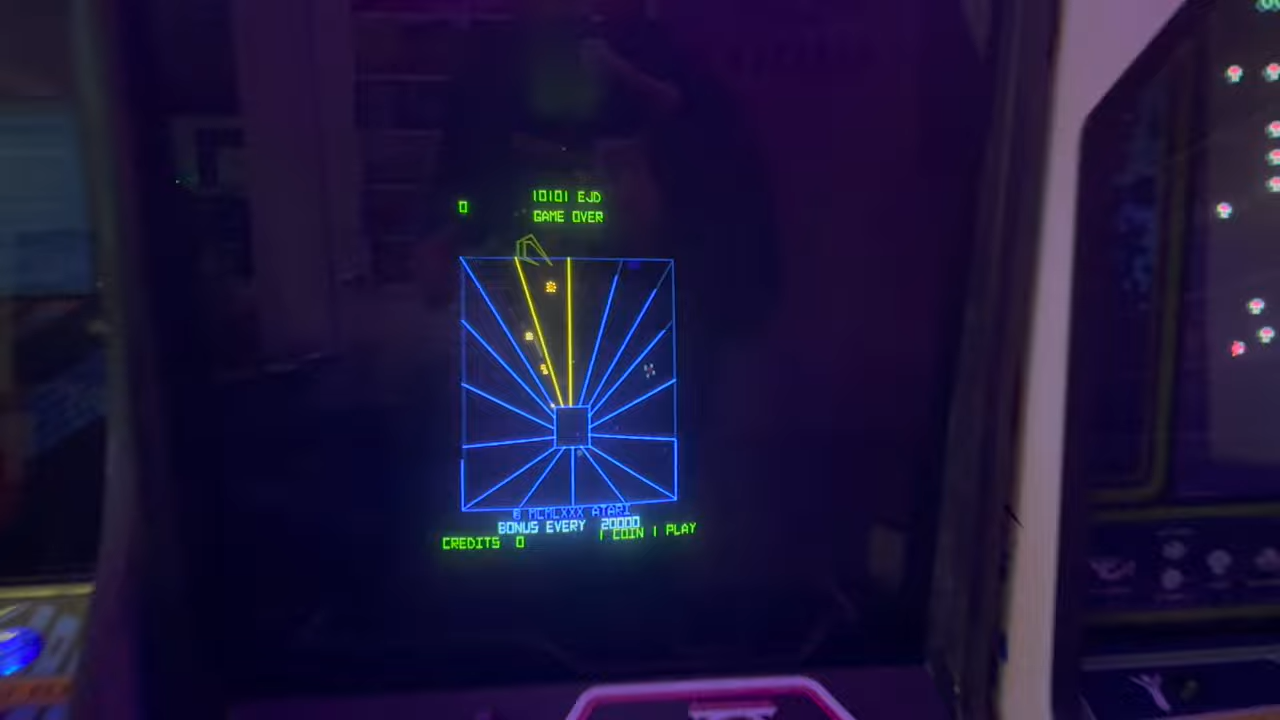 10101 EJD
0
GAME OVER
© MCMLXXX ATARI
BONUS EVERY 20000
CREDITS 0 1 COIN 1 PLAY